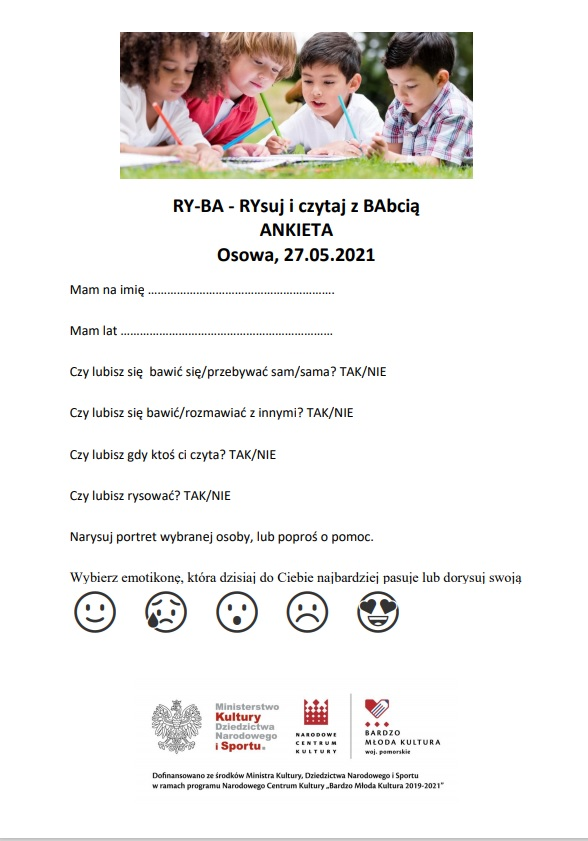 RY-BA - RYsuj i czytaj z BAbcią
ANKIETA
Osowa, 27.05.2021
Mam na imię ………………………………………………….
Mam lat …………………………………………………………
Czy lubisz się  bawić się/przebywać sam/sama? TAK/NIE
Czy lubisz się bawić/rozmawiać z innymi? TAK/NIE
Czy lubisz gdy ktoś ci czyta? TAK/NIE
Czy lubisz rysować? TAK/NIE
Narysuj portret wybranej osoby, lub poproś o pomoc.
Wybierz emotikonę, która dzisiaj do Ciebie najbardziej pasuje lub dorysuj swoją
Ministerstwo
Kultury
Dziedzictwa
Narodowego
i Sportu.
NARODOWE
CENTRUM
KULTURY
BARDZO
MŁODA KULTURA
woj. pomorskie
Dofinansowano ze środków Ministra Kultury, Dziedzictwa Narodowego i Sportu
w ramach programu Narodowego Centrum Kultury „Bardzo Młoda Kultura 2019-2021”